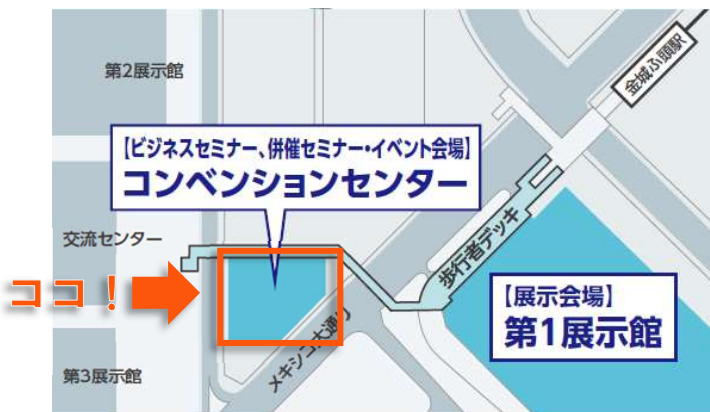 金城ふ頭駅
第2展示館
【ビジネスセミナー、併催セミナー・イベント会場】
コンベンションセンター
交流センター
歩行者デッキ
ココ！
【展示会場】
第1展示館
メキシコ大通り
第3展示館